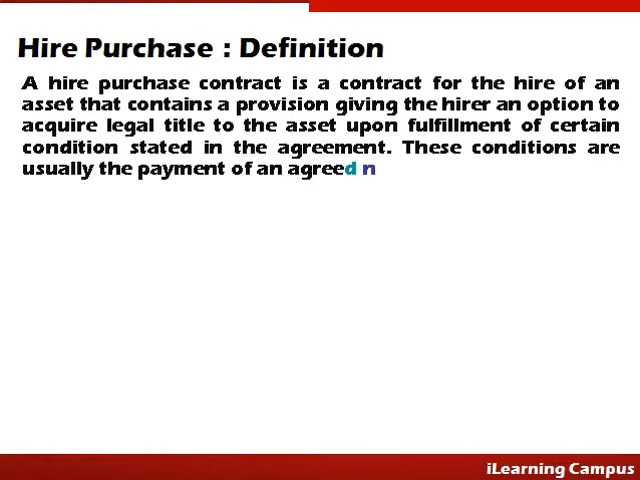 Hire Purchase : Definition
A hire purchase contract is a contract for the hire of an
asset that contains a provision giving the hirer an option to
acquire legal title to the asset upon fulfillment of certain
condition stated in the agreement. These conditions are
usually the payment of an agreed n
iLearning Campus